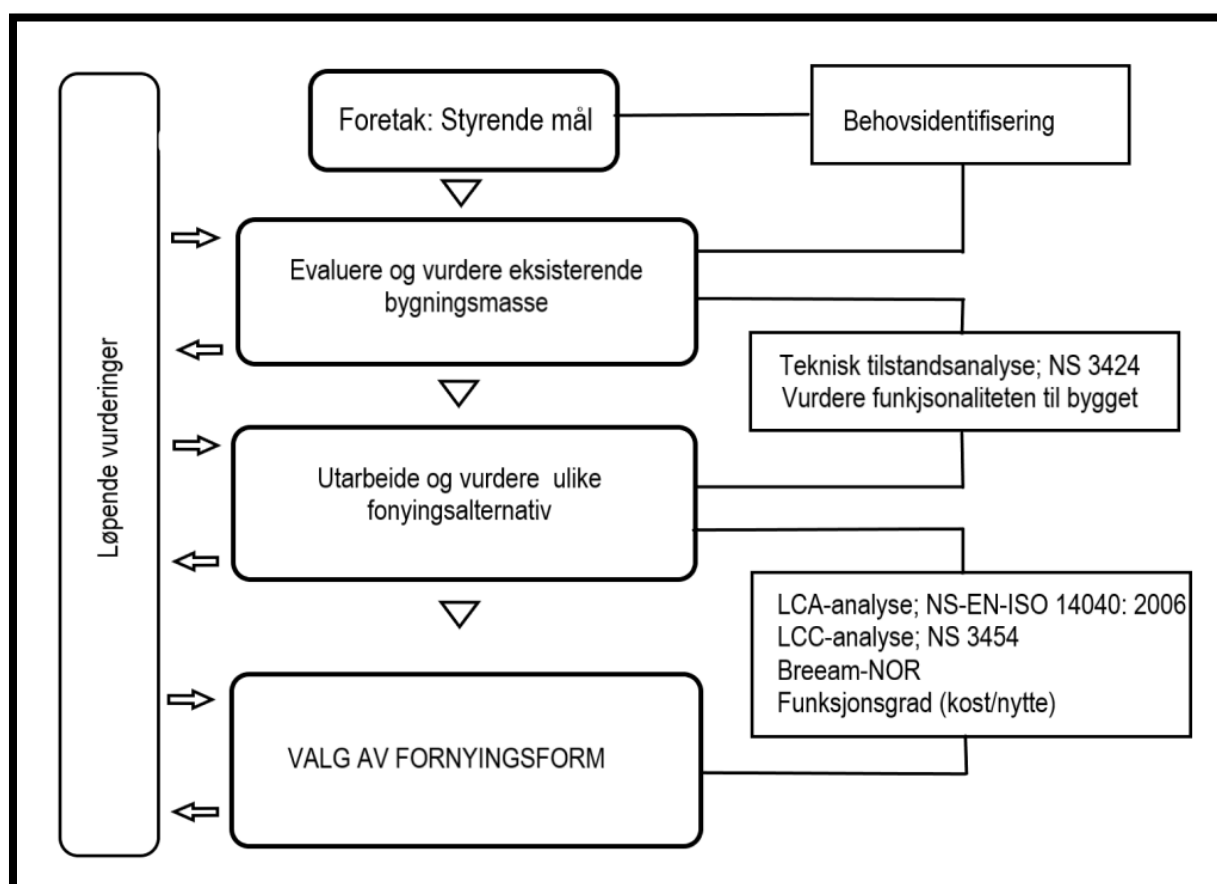 Foretak: Styrende mål
Behovsidentifisering
Løpende vurderinger
Evaluere og vurdere eksisterende
bygningsmasse
Teknisk tilstandsanalyse; NS 3424
Vurdere funkjsonaliteten til bygget
Utarbeide og vurdere ulike
fonyingsalternativ
LCA-analyse; NS-EN-ISO 14040: 2006
LCC-analyse; NS 3454
Breeam-NOR
Funksjonsgrad (kost/nytte)
VALG AV FORNYINGSFORM